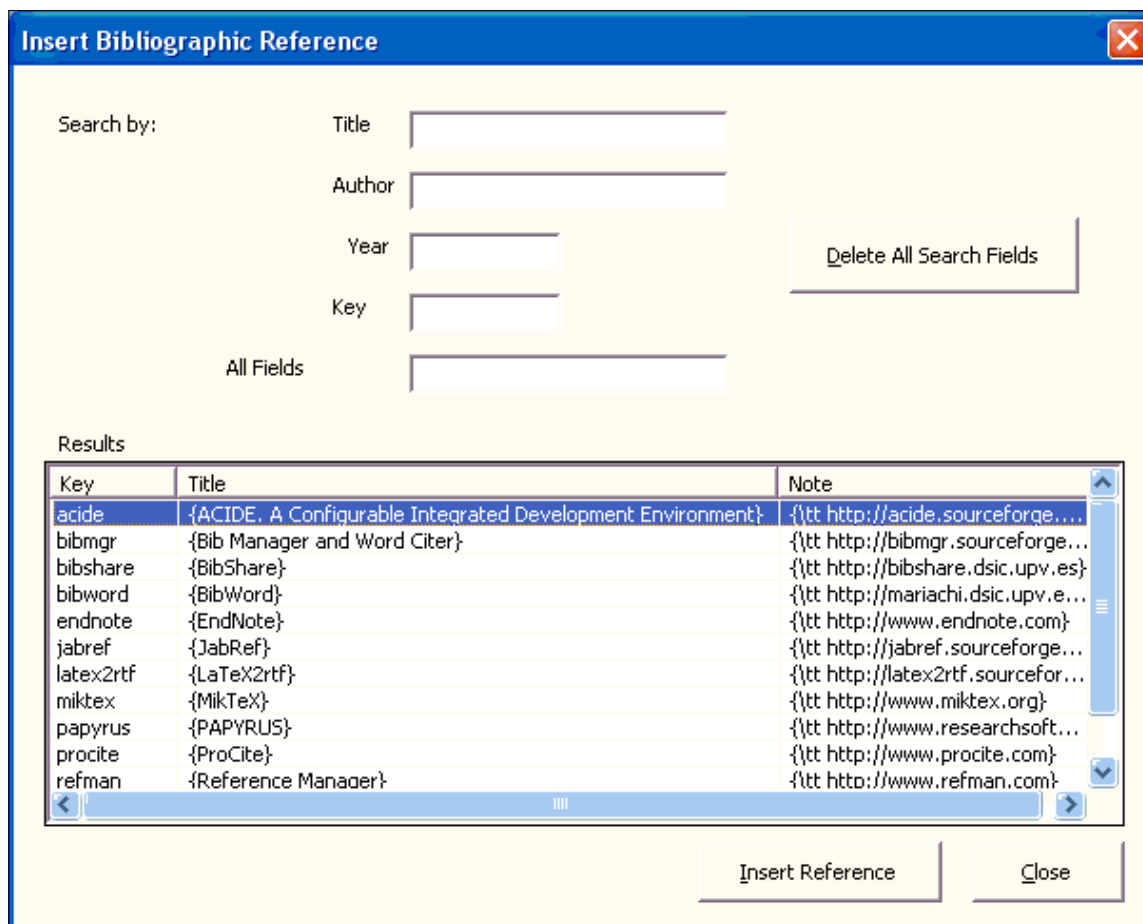 Insert Bibliographic Reference
Search by: Title
Author
Year
Delete All Search Fields
Key
All Fields
Results
Key Title Note
acide {ACIDE. A Configurable Integrated Development Environment} {\tt http://acide.sourceforge....
bibmgr {Bib Manager and Word Citer} {\tt http://bibmgr.sourceforge...
bibshare {BibShare} {\tt http://bibshare.dsic.upv.es}
bibword {BibWord} {\tt http://mariachi.dsic.upv.e...
endnote {EndNote} {\tt http://www.endnote.com}
jabref {JabRef} {\tt http://jabref.sourceforge...
latex2rtf {LaTeX2rtf} {\tt http://latex2rtf.sourcefor...
miktex {MikTeX} {\tt http://www.miktex.org}
papyrus {PAPYRUS} {\tt http://www.researchsoft...
procite {ProCite} {\tt http://www.procite.com}
refman {Reference Manager} {\tt http://www.refman.com}
Insert Reference Close